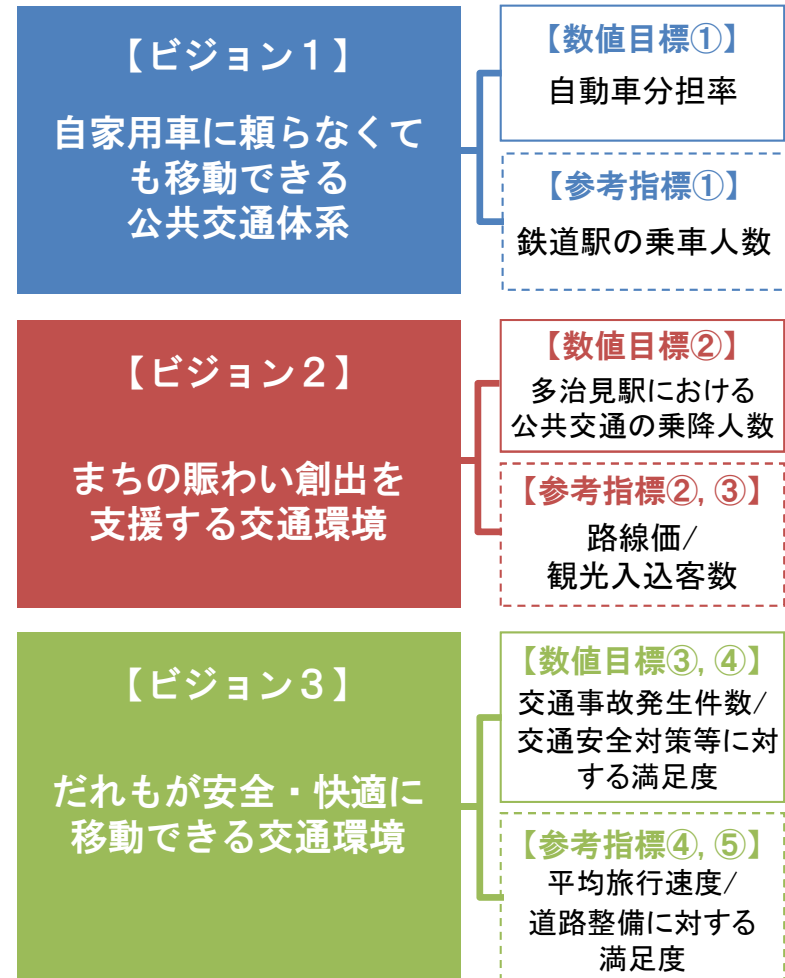 【ビジョン１】
自家用車に頼らなくて
も移動できる
公共交通体系
【数値目標①】
自動車分担率
【参考指標①】
鉄道駅の乗車人数
【ビジョン２】
まちの賑わい創出を
支援する交通環境
【数値目標②】
多治見駅における
公共交通の乗降人数
【参考指標②, ③】
路線価/
観光入込客数
【ビジョン３】
だれもが安全・快適に
移動できる交通環境
【数値目標③, ④】
交通事故発生件数/
交通安全対策等に対
する満足度
【参考指標④, ⑤】
平均旅行速度/
道路整備に対する
満足度